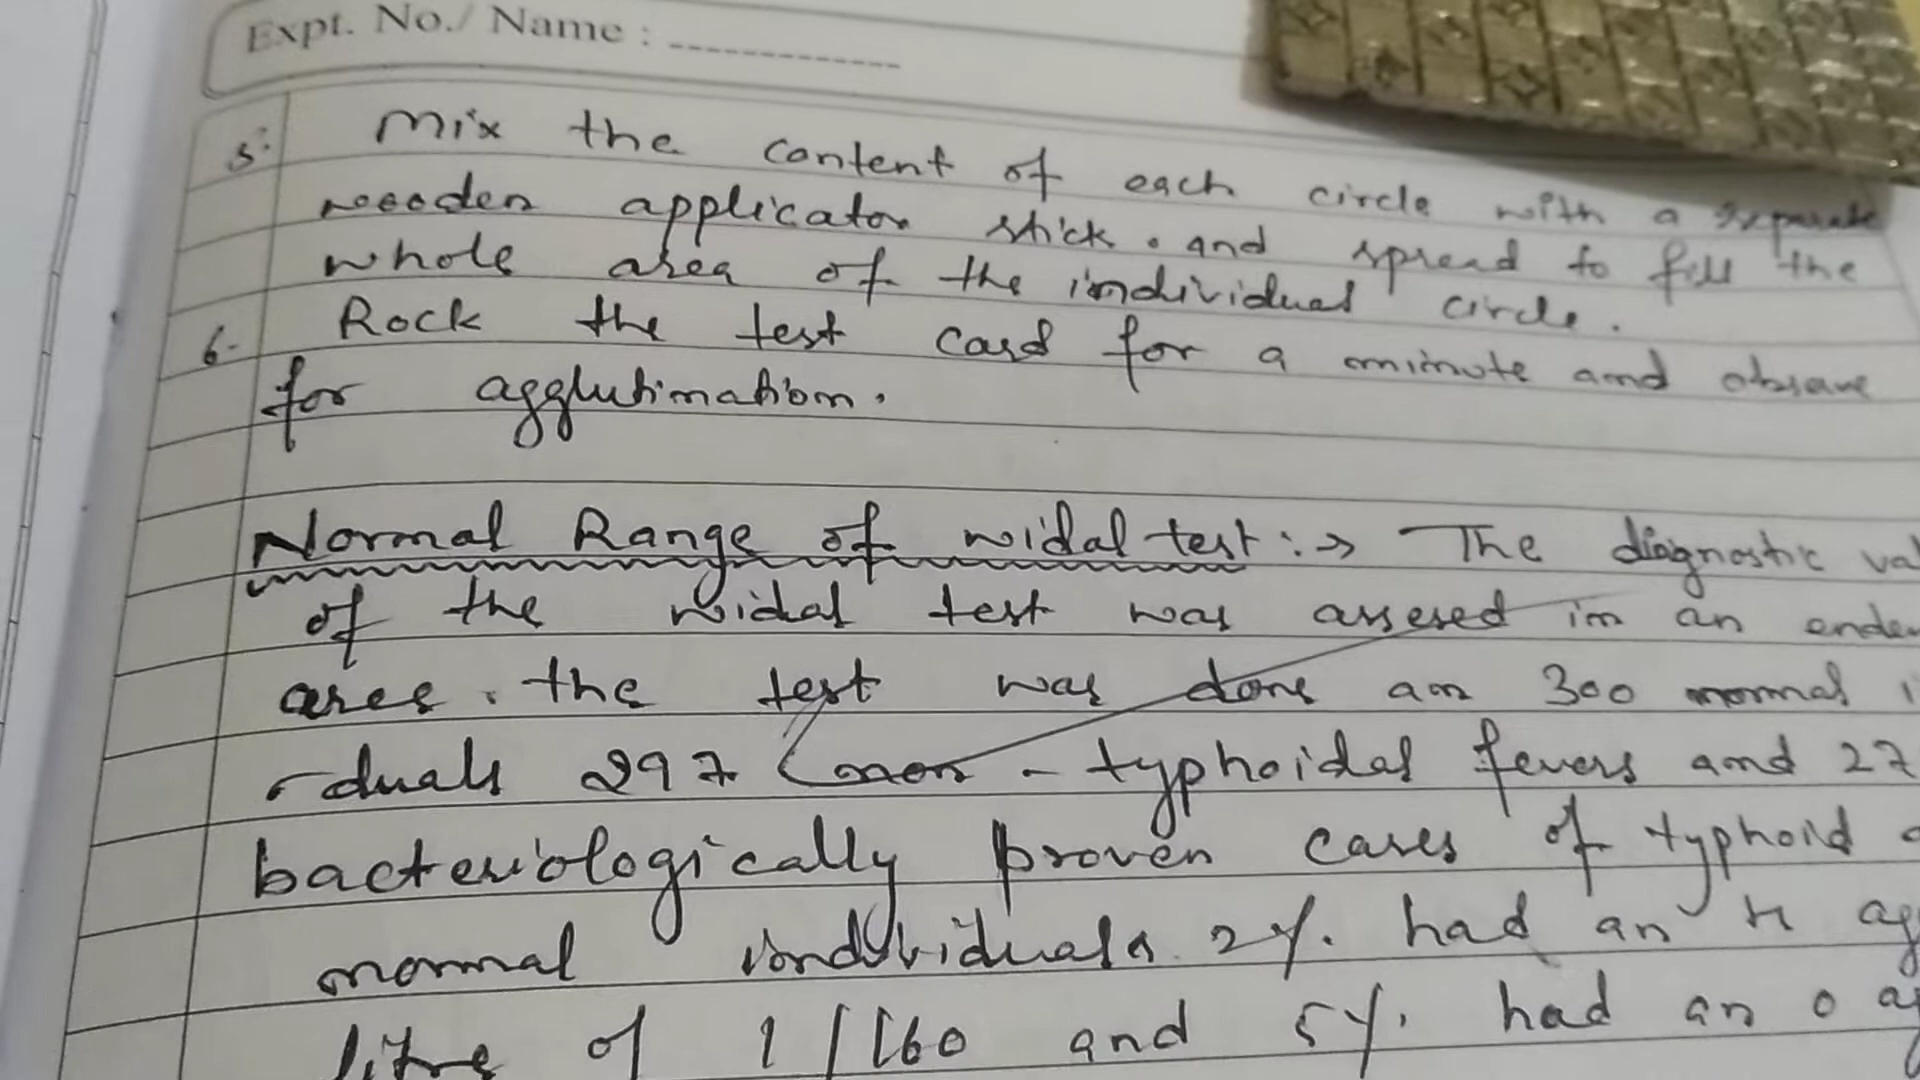 Expt. No./ Name :
5. Mix the content of each circle with a separate
wooden applicator stick. and spread to fill the
whole area of the individual circle.
6. Rock the test card for a minute and observe
for agglutination.
Normal Range of widal test :→ The diagnostic
of the widal test was assesed in an
area. the test was done an 300 normal
duals 297 (non - typhoidal fevers and 27
bacteriologically proven cases of typhoid
normal individuals 2%. had an H
litre of 1/160 and 5%. had an O